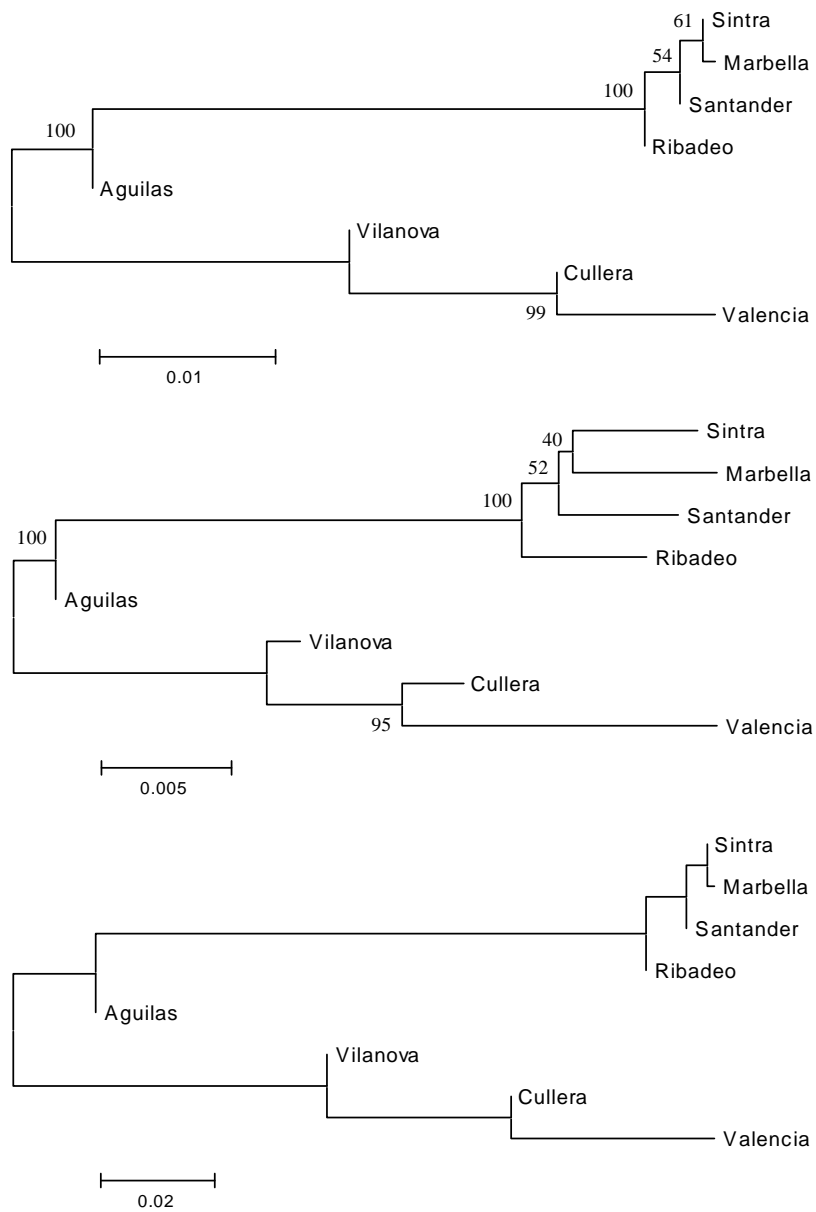 61 Sintra
54 Marbella
100 Santander
100 Ribadeo
Aguilas
Vilanova
Cullera
99 Valencia
0.01
40 Sintra
52 Marbella
100 Santander
100 Ribadeo
Aguilas
Vilanova
Cullera
95 Valencia
0.005
Sintra
Marbella
Santander
Ribadeo
Aguilas
Vilanova
Cullera
Valencia
0.02